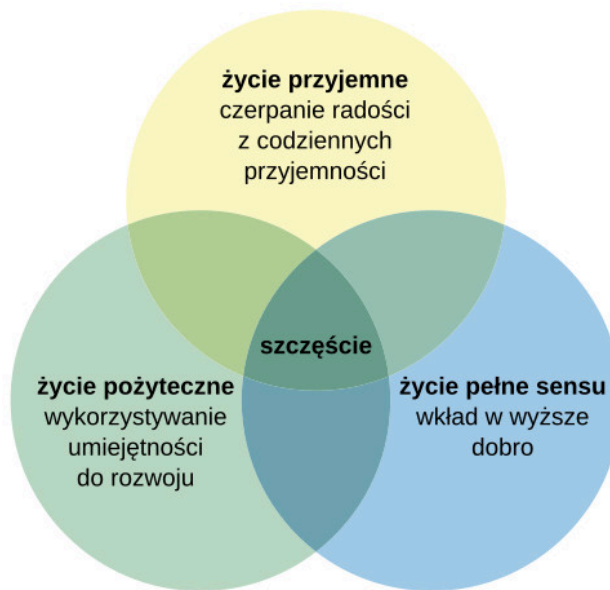 życie przyjemne
czerpanie radości
z codziennych
przyjemności
szczęście
życie pożyteczne
wykorzystywanie
umiejętności
do rozwoju
życie pełne sensu
wkład w wyższe
dobro